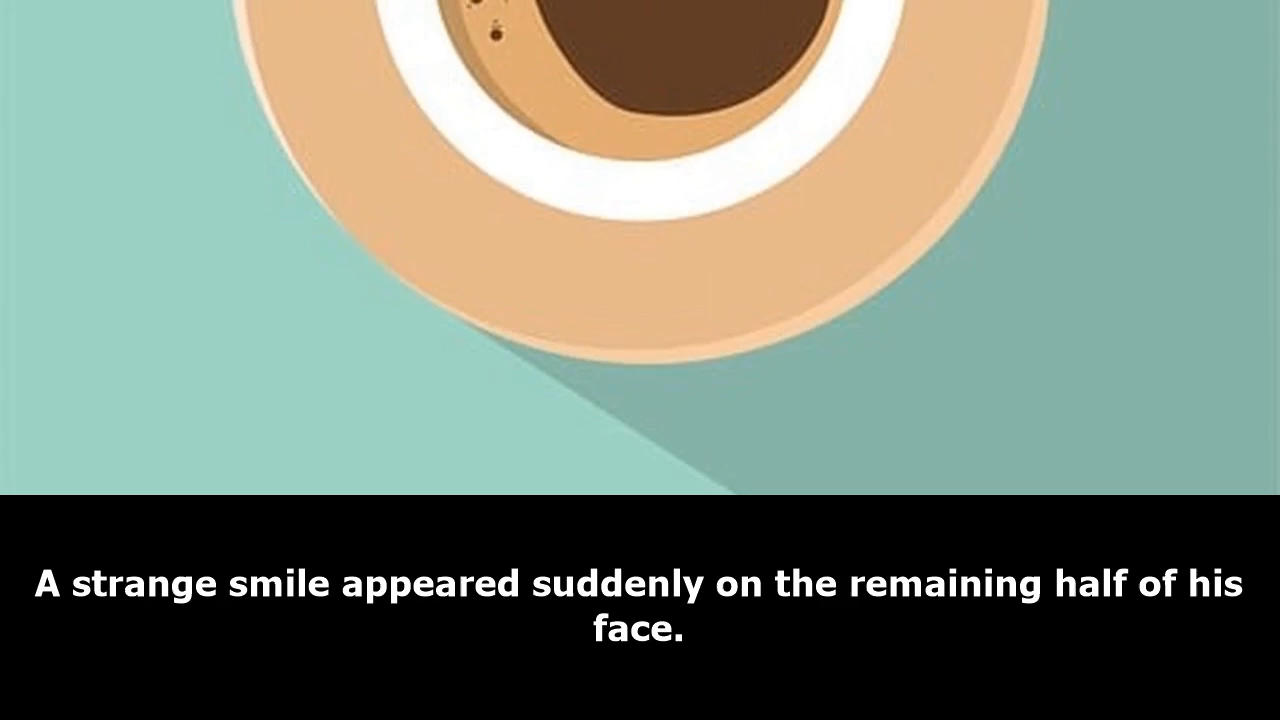 A strange smile appeared suddenly on the remaining half of his
face.